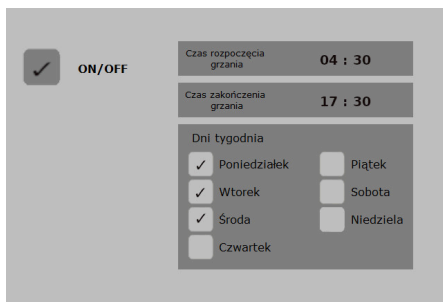 ON/OFF
Czas rozpoczęcia
grzania
04 : 30
Czas zakończenia
grzania
17 : 30
Dni tygodnia
✓ Poniedziałek
✓ Wtorek
✓ Środa
Czwartek
Piątek
Sobota
Niedziela